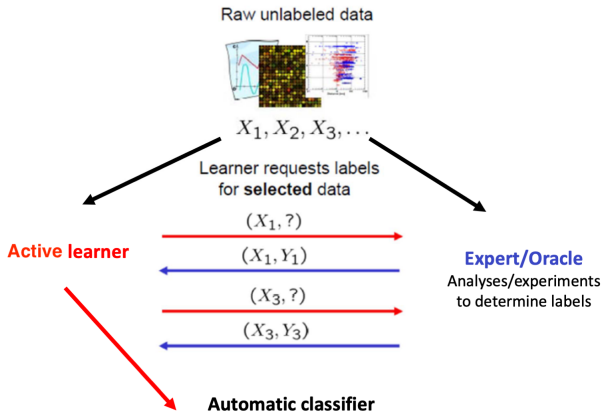 Raw unlabeled data
X₁, X₂, X₃, . . .
Learner requests labels
for selected data
(X₁, ?)
(X₁, Y₁)
(X₃, ?)
(X₃, Y₃)
Active learner
Expert/Oracle
Analyses/experiments
to determine labels
Automatic classifier